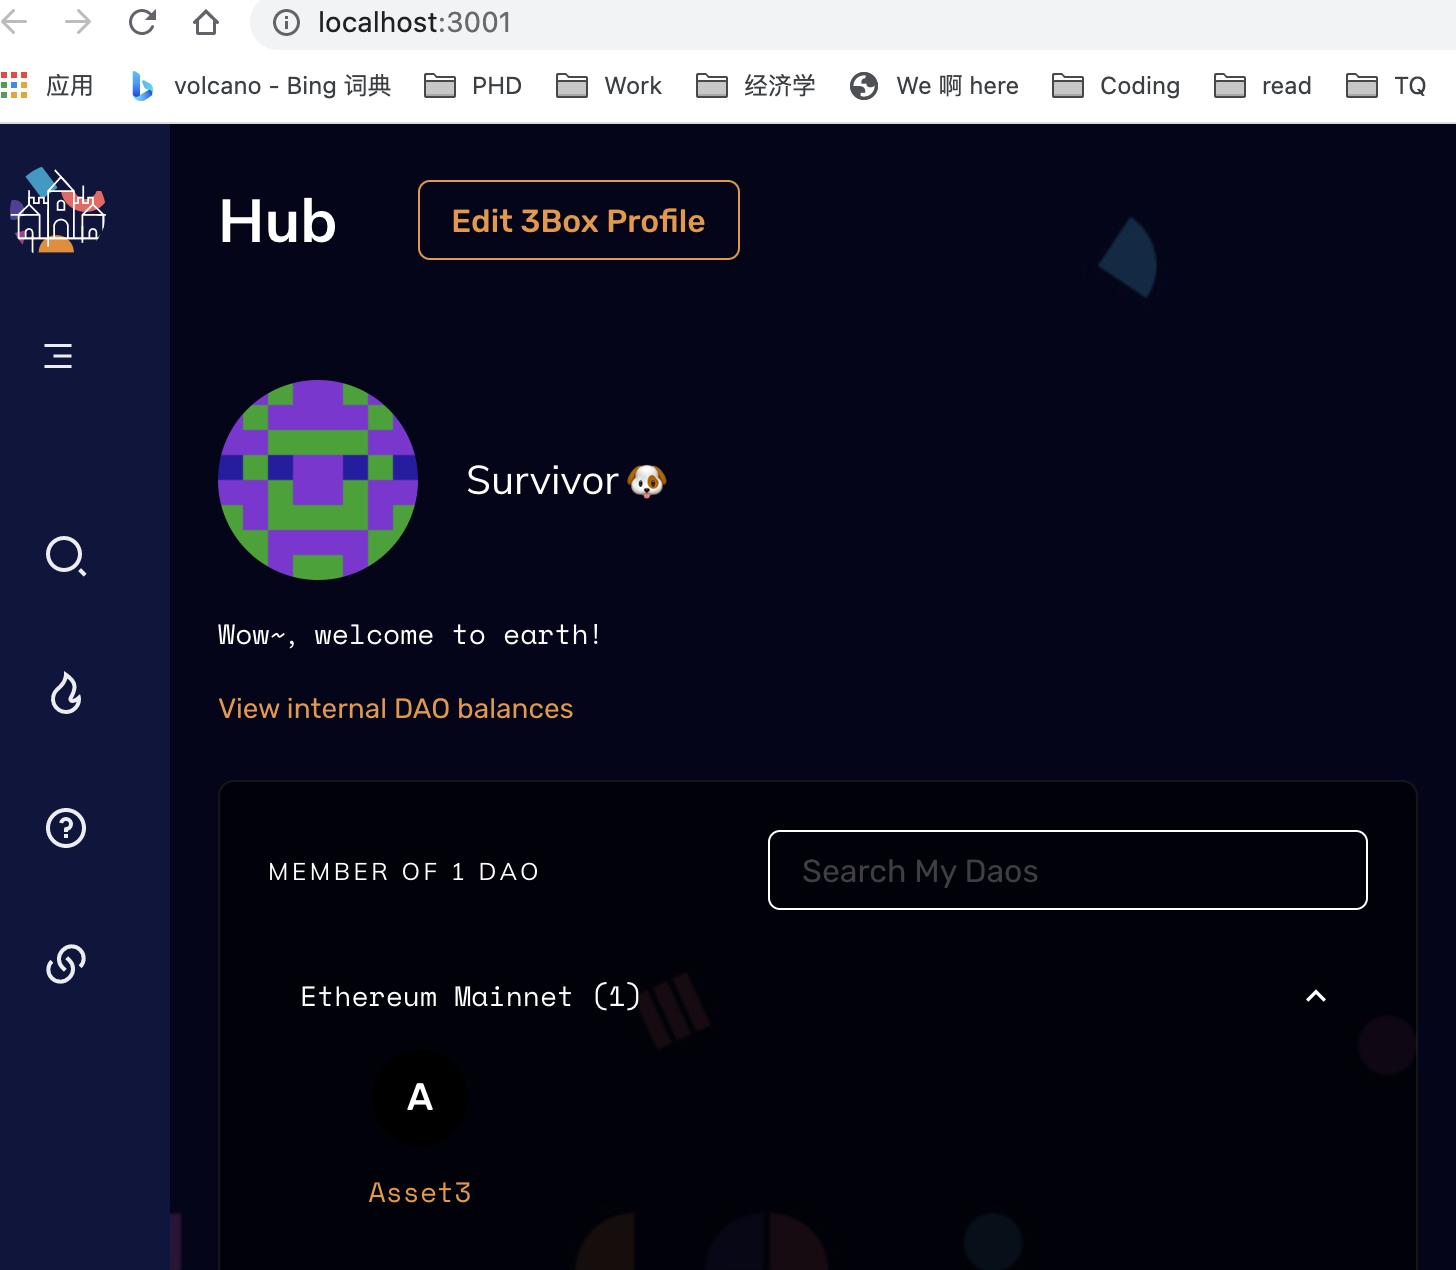 localhost:3001
应用 volcano - Bing 词典 PHD Work 经济学 We 啊 here Coding read TQ
Hub Edit 3Box Profile
Survivor🐶
Wow~, welcome to earth!
View internal DAO balances
MEMBER OF 1 DAO Search My Daos
Ethereum Mainnet (1)
A
Asset3